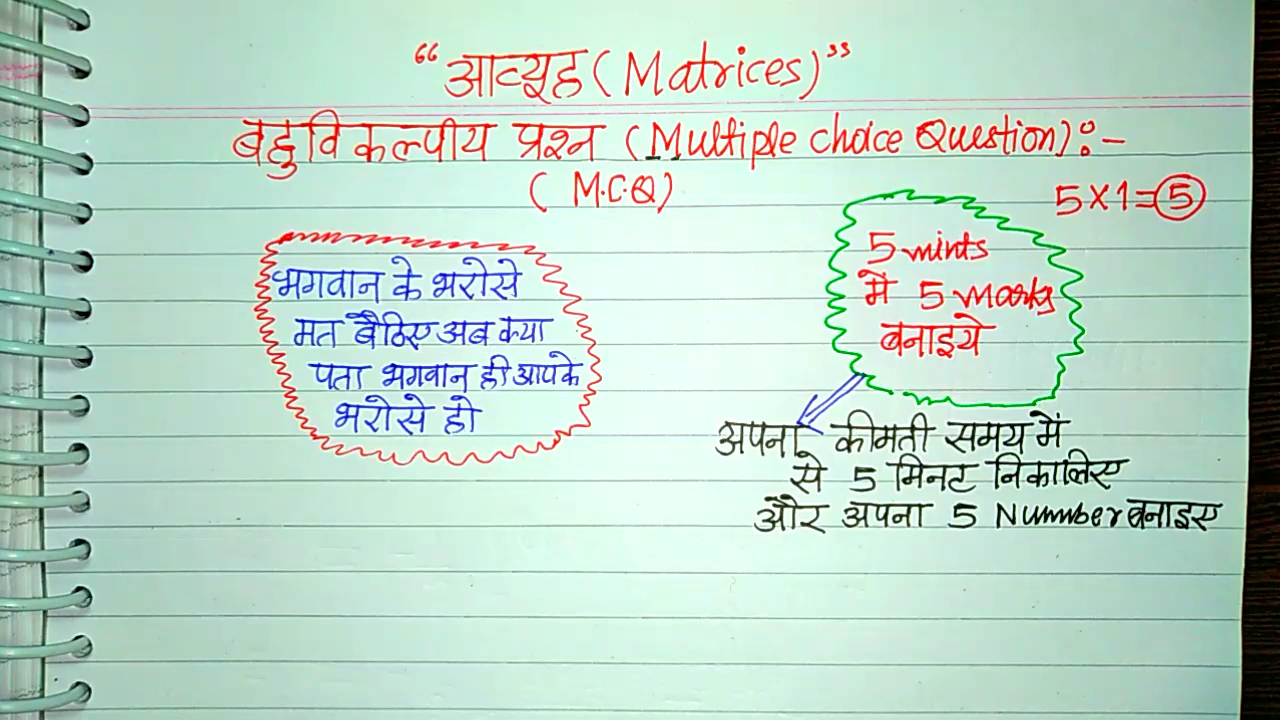 “आव्यूह (Matrices)”
बहुविकल्पीय प्रश्न (Multiple choice Question):-
(M.C.Q)
5×1=5
भगवान के भरोसे
मत बैठिए अब क्या
पता भगवान ही आपके
भरोसे हो
5 mints
में 5 marks
बनाइये
अपना कीमती समय में
से 5 मिनट निकालिए
और अपना 5 Nummber बनाइए